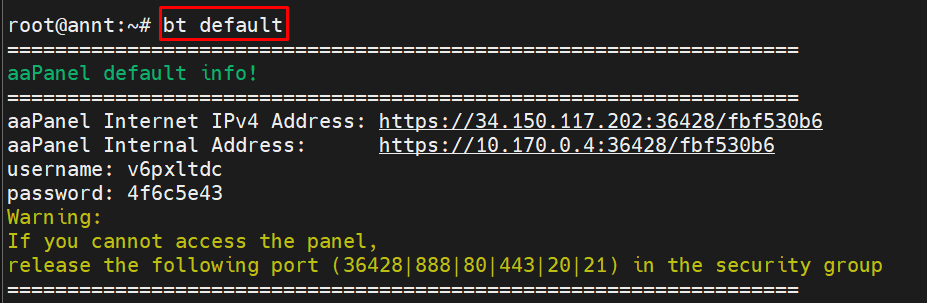 root@annt:~# bt default
==================================================================
aaPanel default info!
==================================================================
aaPanel Internet IPv4 Address: https://34.150.117.202:36428/fbf530b6
aaPanel Internal Address:      https://10.170.0.4:36428/fbf530b6
username: v6pxltdc
password: 4f6c5e43
Warning:
If you cannot access the panel,
release the following port (36428|888|80|443|20|21) in the security group
==================================================================